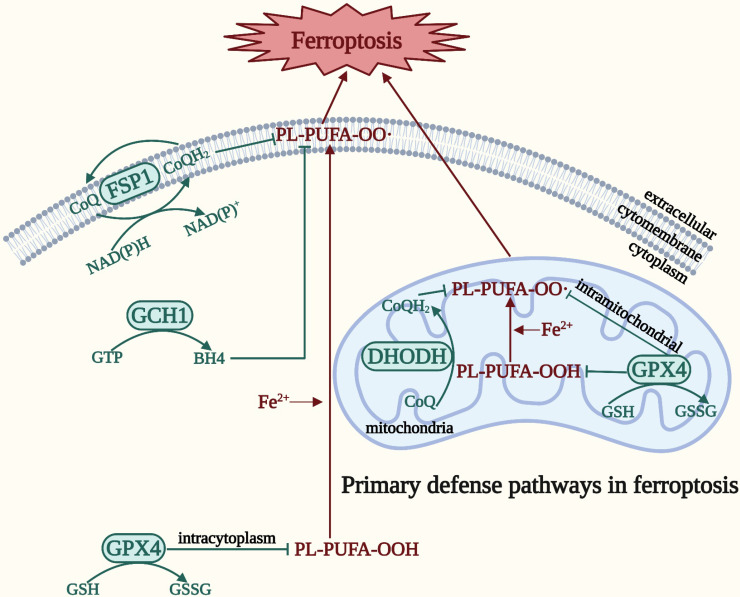 Ferroptosis
PL-PUFA-OO·
CoQH2
FSP1
CoQ
NAD(P)H
NAD(P)+
extracellular
cytomembrane
cytoplasm
GCH1
GTP
BH4
Fe2+
PL-PUFA-OO·
CoQH2
intramitochondrial
Fe2+
DHODH
PL-PUFA-OOH
GPX4
CoQ
GSH
GSSG
mitochondria
Primary defense pathways in ferroptosis
GPX4
intracytoplasm
PL-PUFA-OOH
GSH
GSSG